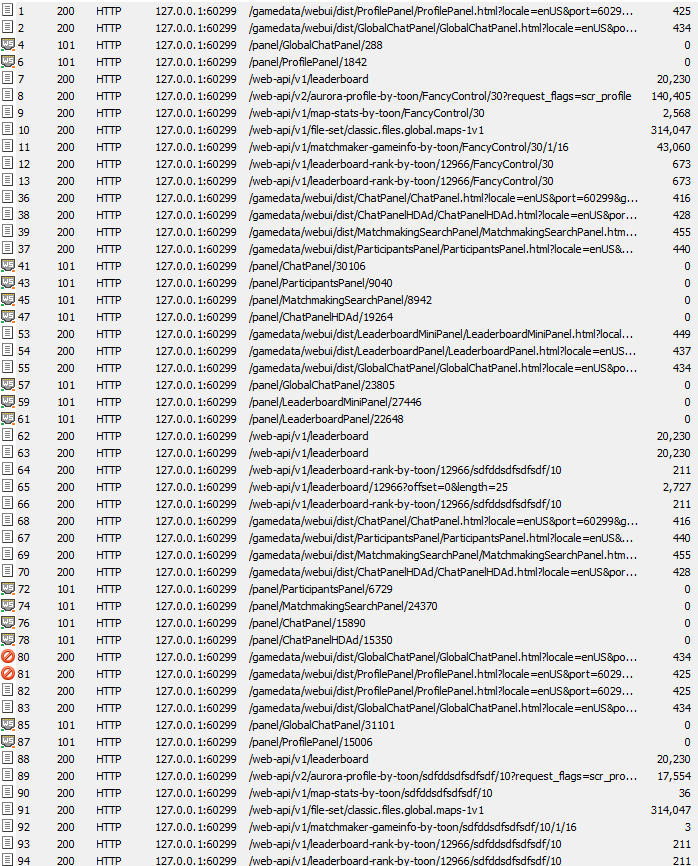 1 200 HTTP 127.0.0.1:60299 /gamedata/webui/dist/ProfilePanel/ProfilePanel.html?locale=enUS&port=6029... 425
2 200 HTTP 127.0.0.1:60299 /gamedata/webui/dist/GlobalChatPanel/GlobalChatPanel.html?locale=enUS&po... 434
4 101 HTTP 127.0.0.1:60299 /panel/GlobalChatPanel/288 0
6 101 HTTP 127.0.0.1:60299 /panel/ProfilePanel/1842 0
7 200 HTTP 127.0.0.1:60299 /web-api/v1/leaderboard 20,230
8 200 HTTP 127.0.0.1:60299 /web-api/v2/aurora-profile-by-toon/FancyControl/30?request_flags=scr_profile 140,405
9 200 HTTP 127.0.0.1:60299 /web-api/v1/map-stats-by-toon/FancyControl/30 2,568
10 200 HTTP 127.0.0.1:60299 /web-api/v1/file-set/classic.files.global.maps-1v1 314,047
11 200 HTTP 127.0.0.1:60299 /web-api/v1/matchmaker-gameinfo-by-toon/FancyControl/30/1/16 43,060
12 200 HTTP 127.0.0.1:60299 /web-api/v1/leaderboard-rank-by-toon/12966/FancyControl/30 673
13 200 HTTP 127.0.0.1:60299 /web-api/v1/leaderboard-rank-by-toon/12966/FancyControl/30 673
36 200 HTTP 127.0.0.1:60299 /gamedata/webui/dist/ChatPanel/ChatPanel.html?locale=enUS&port=60299&g... 416
38 200 HTTP 127.0.0.1:60299 /gamedata/webui/dist/ChatPanelHDAd/ChatPanelHDAd.html?locale=enUS&por... 428
39 200 HTTP 127.0.0.1:60299 /gamedata/webui/dist/MatchmakingSearchPanel/MatchmakingSearchPanel.htm... 455
37 200 HTTP 127.0.0.1:60299 /gamedata/webui/dist/ParticipantsPanel/ParticipantsPanel.html?locale=enUS&... 440
41 101 HTTP 127.0.0.1:60299 /panel/ChatPanel/30106 0
43 101 HTTP 127.0.0.1:60299 /panel/ParticipantsPanel/9040 0
45 101 HTTP 127.0.0.1:60299 /panel/MatchmakingSearchPanel/8942 0
47 101 HTTP 127.0.0.1:60299 /panel/ChatPanelHDAd/19264 0
53 200 HTTP 127.0.0.1:60299 /gamedata/webui/dist/LeaderboardMiniPanel/LeaderboardMiniPanel.html?local... 449
54 200 HTTP 127.0.0.1:60299 /gamedata/webui/dist/LeaderboardPanel/LeaderboardPanel.html?locale=enUS... 437
55 200 HTTP 127.0.0.1:60299 /gamedata/webui/dist/GlobalChatPanel/GlobalChatPanel.html?locale=enUS&po... 434
57 101 HTTP 127.0.0.1:60299 /panel/GlobalChatPanel/23805 0
59 101 HTTP 127.0.0.1:60299 /panel/LeaderboardMiniPanel/27446 0
61 101 HTTP 127.0.0.1:60299 /panel/LeaderboardPanel/22648 0
62 200 HTTP 127.0.0.1:60299 /web-api/v1/leaderboard 20,230
63 200 HTTP 127.0.0.1:60299 /web-api/v1/leaderboard 20,230
64 200 HTTP 127.0.0.1:60299 /web-api/v1/leaderboard-rank-by-toon/12966/sdfddsdfsdfsdf/10 211
65 200 HTTP 127.0.0.1:60299 /web-api/v1/leaderboard/12966?offset=0&length=25 2,727
66 200 HTTP 127.0.0.1:60299 /web-api/v1/leaderboard-rank-by-toon/12966/sdfddsdfsdfsdf/10 211
68 200 HTTP 127.0.0.1:60299 /gamedata/webui/dist/ChatPanel/ChatPanel.html?locale=enUS&port=60299&g... 416
67 200 HTTP 127.0.0.1:60299 /gamedata/webui/dist/ParticipantsPanel/ParticipantsPanel.html?locale=enUS&... 440
69 200 HTTP 127.0.0.1:60299 /gamedata/webui/dist/MatchmakingSearchPanel/MatchmakingSearchPanel.htm... 455
70 200 HTTP 127.0.0.1:60299 /gamedata/webui/dist/ChatPanelHDAd/ChatPanelHDAd.html?locale=enUS&por... 428
72 101 HTTP 127.0.0.1:60299 /panel/ParticipantsPanel/6729 0
74 101 HTTP 127.0.0.1:60299 /panel/MatchmakingSearchPanel/24370 0
76 101 HTTP 127.0.0.1:60299 /panel/ChatPanel/15890 0
78 101 HTTP 127.0.0.1:60299 /panel/ChatPanelHDAd/15350 0
80 200 HTTP 127.0.0.1:60299 /gamedata/webui/dist/GlobalChatPanel/GlobalChatPanel.html?locale=enUS&po... 434
81 200 HTTP 127.0.0.1:60299 /gamedata/webui/dist/ProfilePanel/ProfilePanel.html?locale=enUS&port=6029... 425
82 200 HTTP 127.0.0.1:60299 /gamedata/webui/dist/ProfilePanel/ProfilePanel.html?locale=enUS&port=6029... 425
83 200 HTTP 127.0.0.1:60299 /gamedata/webui/dist/GlobalChatPanel/GlobalChatPanel.html?locale=enUS&po... 434
85 101 HTTP 127.0.0.1:60299 /panel/GlobalChatPanel/31101 0
87 101 HTTP 127.0.0.1:60299 /panel/ProfilePanel/15006 0
88 200 HTTP 127.0.0.1:60299 /web-api/v1/leaderboard 20,230
89 200 HTTP 127.0.0.1:60299 /web-api/v2/aurora-profile-by-toon/sdfddsdfsdfsdf/10?request_flags=scr_pro... 17,554
90 200 HTTP 127.0.0.1:60299 /web-api/v1/map-stats-by-toon/sdfddsdfsdfsdf/10 36
91 200 HTTP 127.0.0.1:60299 /web-api/v1/file-set/classic.files.global.maps-1v1 314,047
92 200 HTTP 127.0.0.1:60299 /web-api/v1/matchmaker-gameinfo-by-toon/sdfddsdfsdfsdf/10/1/16 3
93 200 HTTP 127.0.0.1:60299 /web-api/v1/leaderboard-rank-by-toon/12966/sdfddsdfsdfsdf/10 211
94 200 HTTP 127.0.0.1:60299 /web-api/v1/leaderboard-rank-by-toon/12966/sdfddsdfsdfsdf/10 211